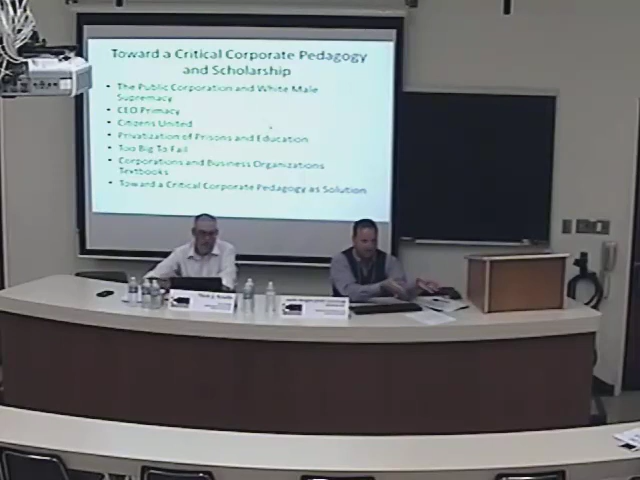 Toward a Critical Corporate Pedagogy
and Scholarship
• The Public Corporation and White Male
Supremacy
• CEO Primacy
• Citizens United
• Privatization of Prisons and Education
• Too Big To Fail
• Corporations and Business Organizations
Textbooks
• Toward a Critical Corporate Pedagogy as Solution